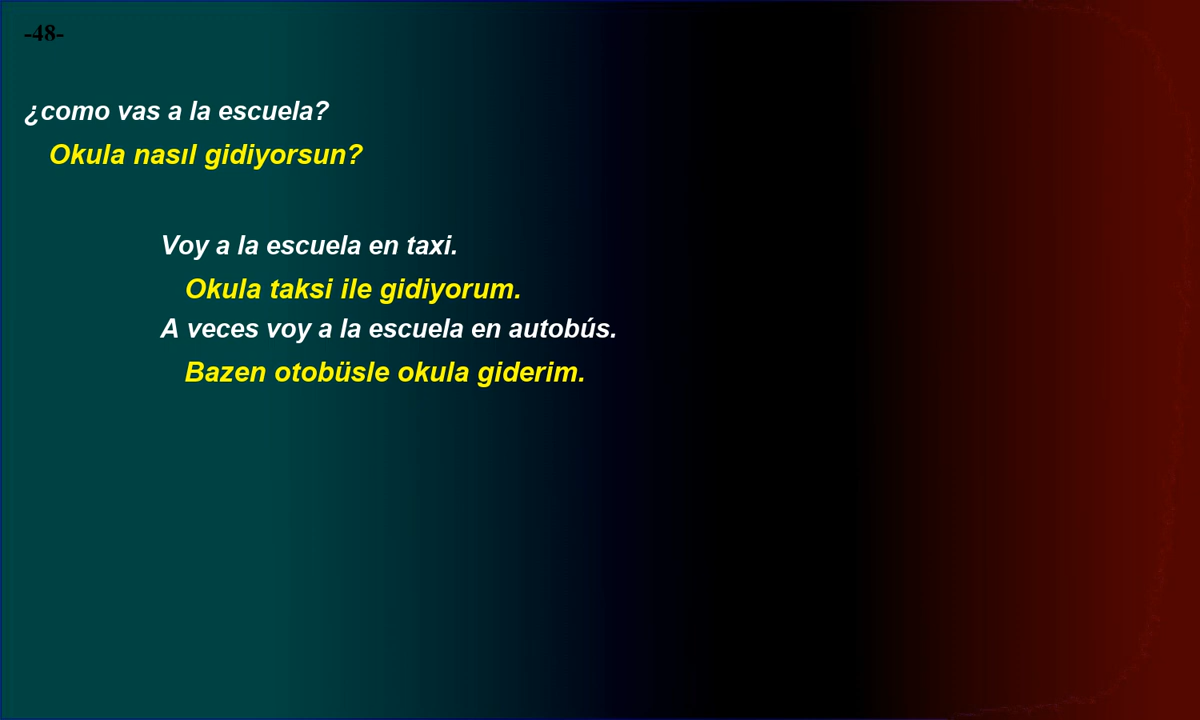 -48-
¿como vas a la escuela?
Okula nasıl gidiyorsun?
Voy a la escuela en taxi.
Okula taksi ile gidiyorum.
A veces voy a la escuela en autobús.
Bazen otobüsle okula giderim.